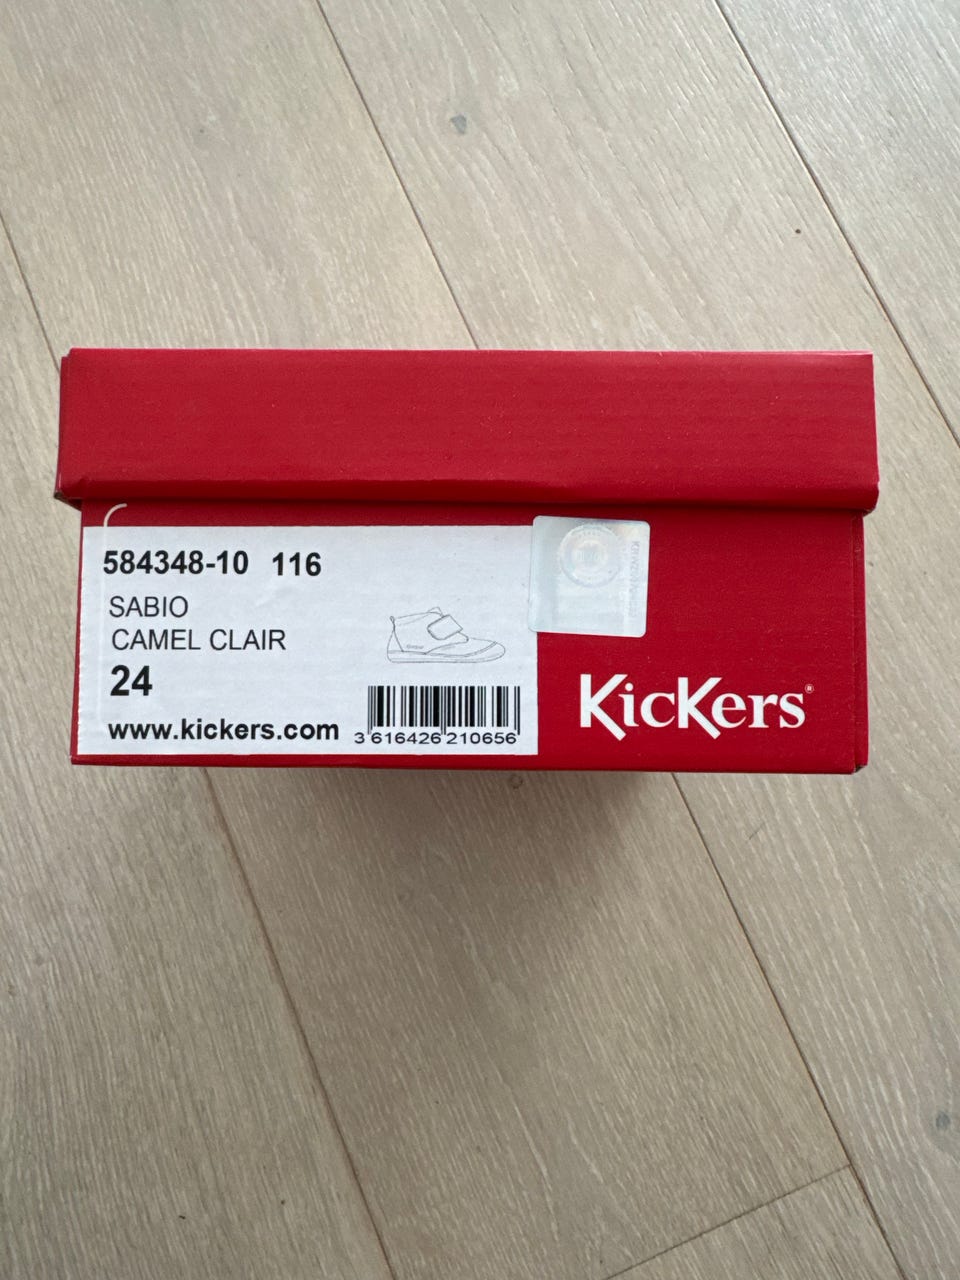 584348-10 116
SABIO
CAMEL CLAIR
24
www.kickers.com
3 616426 210656
KicKers®